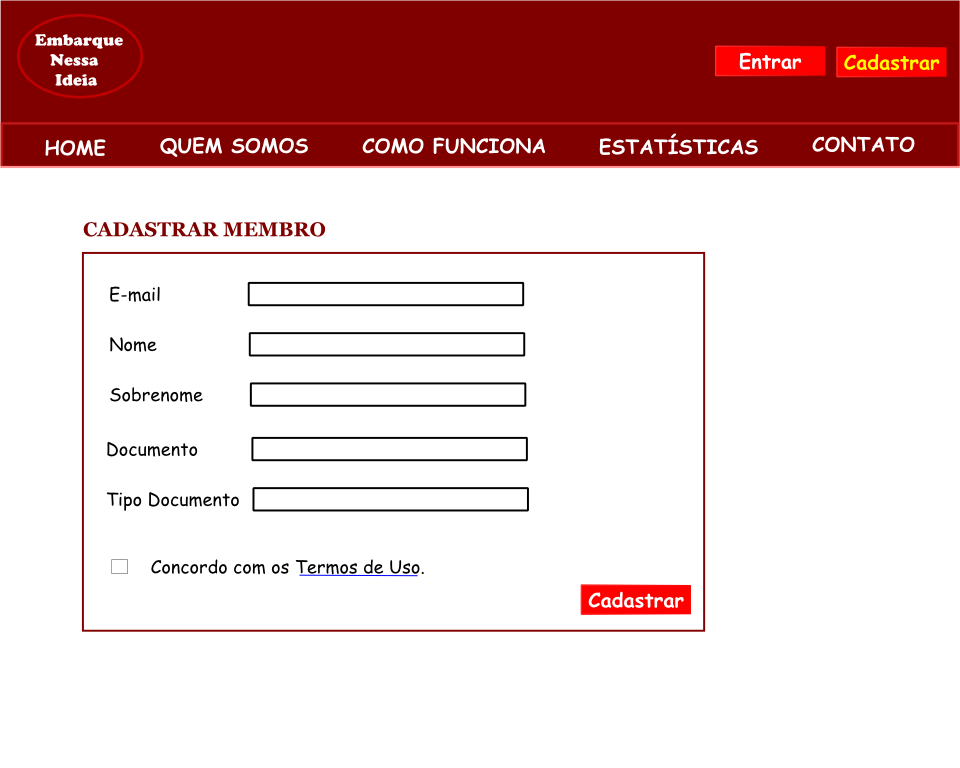 Embarque
Nessa
Ideia
Entrar
Cadastrar
HOME
QUEM SOMOS
COMO FUNCIONA
ESTATÍSTICAS
CONTATO
CADASTRAR MEMBRO
E-mail
Nome
Sobrenome
Documento
Tipo Documento
Concordo com os Termos de Uso.
Cadastrar